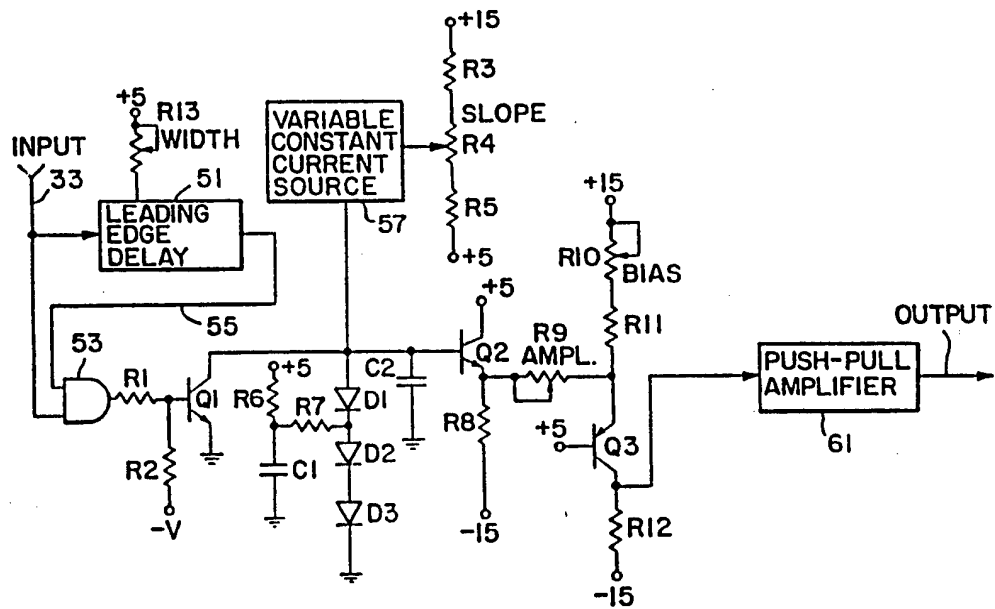 +15
R3
SLOPE
R4
R5
+5
VARIABLE
CONSTANT
CURRENT
SOURCE
57
+5
R13
WIDTH
INPUT
33
51
LEADING
EDGE
DELAY
55
53
R1
R2
-V
Q1
+5
R6
R7
C1
D1
D2
D3
C2
+5
Q2
R8
-15
R9
AMPL.
+15
R10
BIAS
R11
+5
Q3
R12
-15
PUSH-PULL
AMPLIFIER
61
OUTPUT